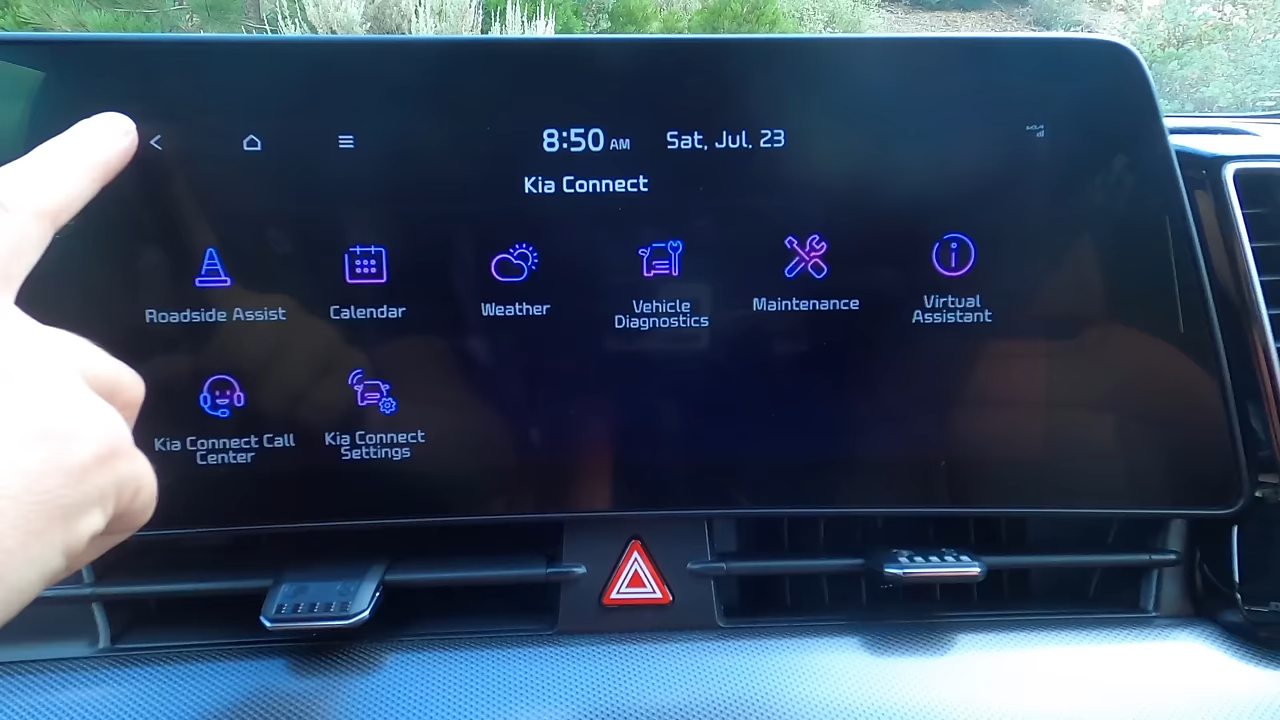 8:50 AM Sat, Jul. 23
Kia Connect
Roadside Assist
Calendar
Weather
Vehicle
Diagnostics
Maintenance
Virtual
Assistant
Kia Connect Call
Center
Kia Connect
Settings